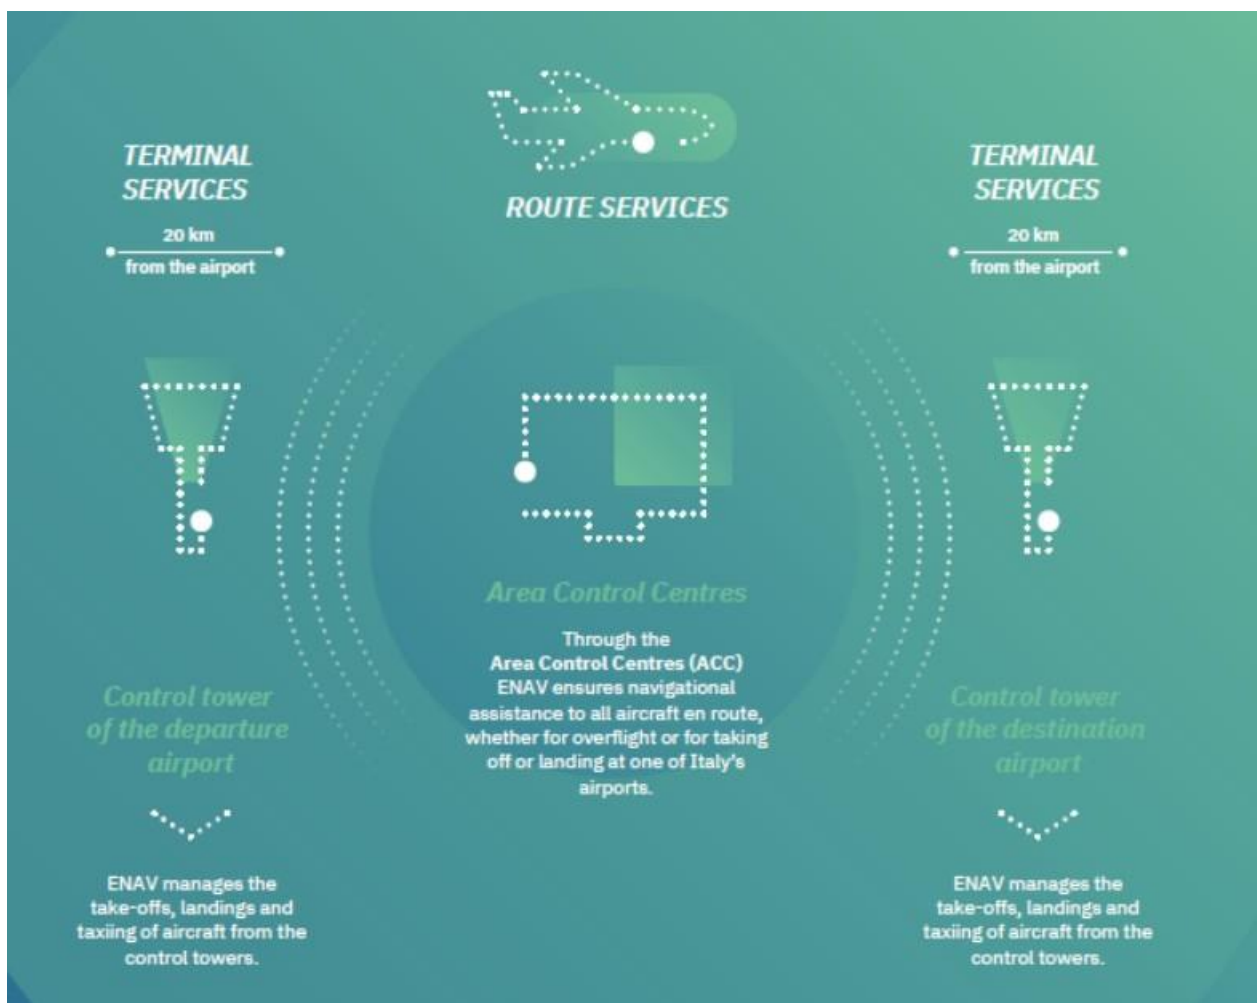 TERMINAL
SERVICES
20 km
from the airport
Control tower
of the departure
airport
ENAV manages the
take-offs, landings and
taxiing of aircraft from the
control towers.
ROUTE SERVICES
Area Control Centres
Through the
Area Control Centres (ACC)
ENAV ensures navigational
assistance to all aircraft en route,
whether for overflight or for taking
off or landing at one of Italy's
airports.
TERMINAL
SERVICES
20 km
from the airport
Control tower
of the destination
airport
ENAV manages the
take-offs, landings and
taxiing of aircraft from the
control towers.